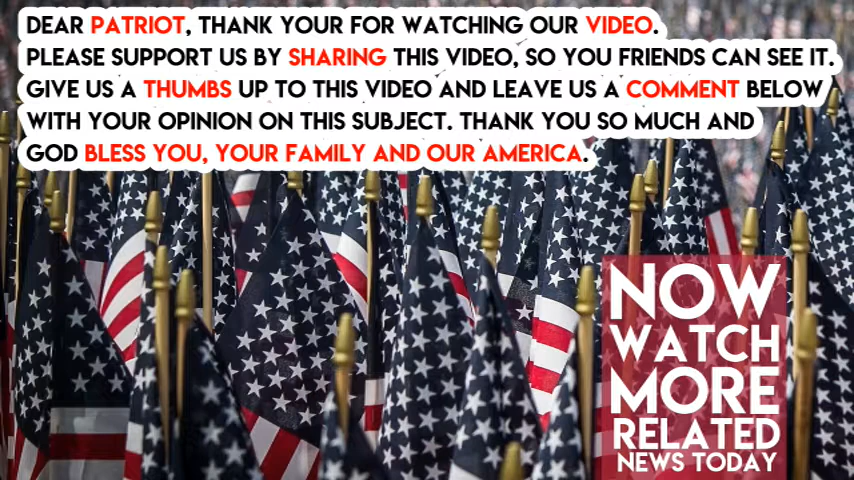 DEAR PATRIOT, THANK YOUR FOR WATCHING OUR VIDEO.
PLEASE SUPPORT US BY SHARING THIS VIDEO, SO YOU FRIENDS CAN SEE IT.
GIVE US A THUMBS UP TO THIS VIDEO AND LEAVE US A COMMENT BELOW
WITH YOUR OPINION ON THIS SUBJECT. THANK YOU SO MUCH AND
GOD BLESS YOU, YOUR FAMILY AND OUR AMERICA.
NOW
WATCH
MORE
RELATED
NEWS TODAY